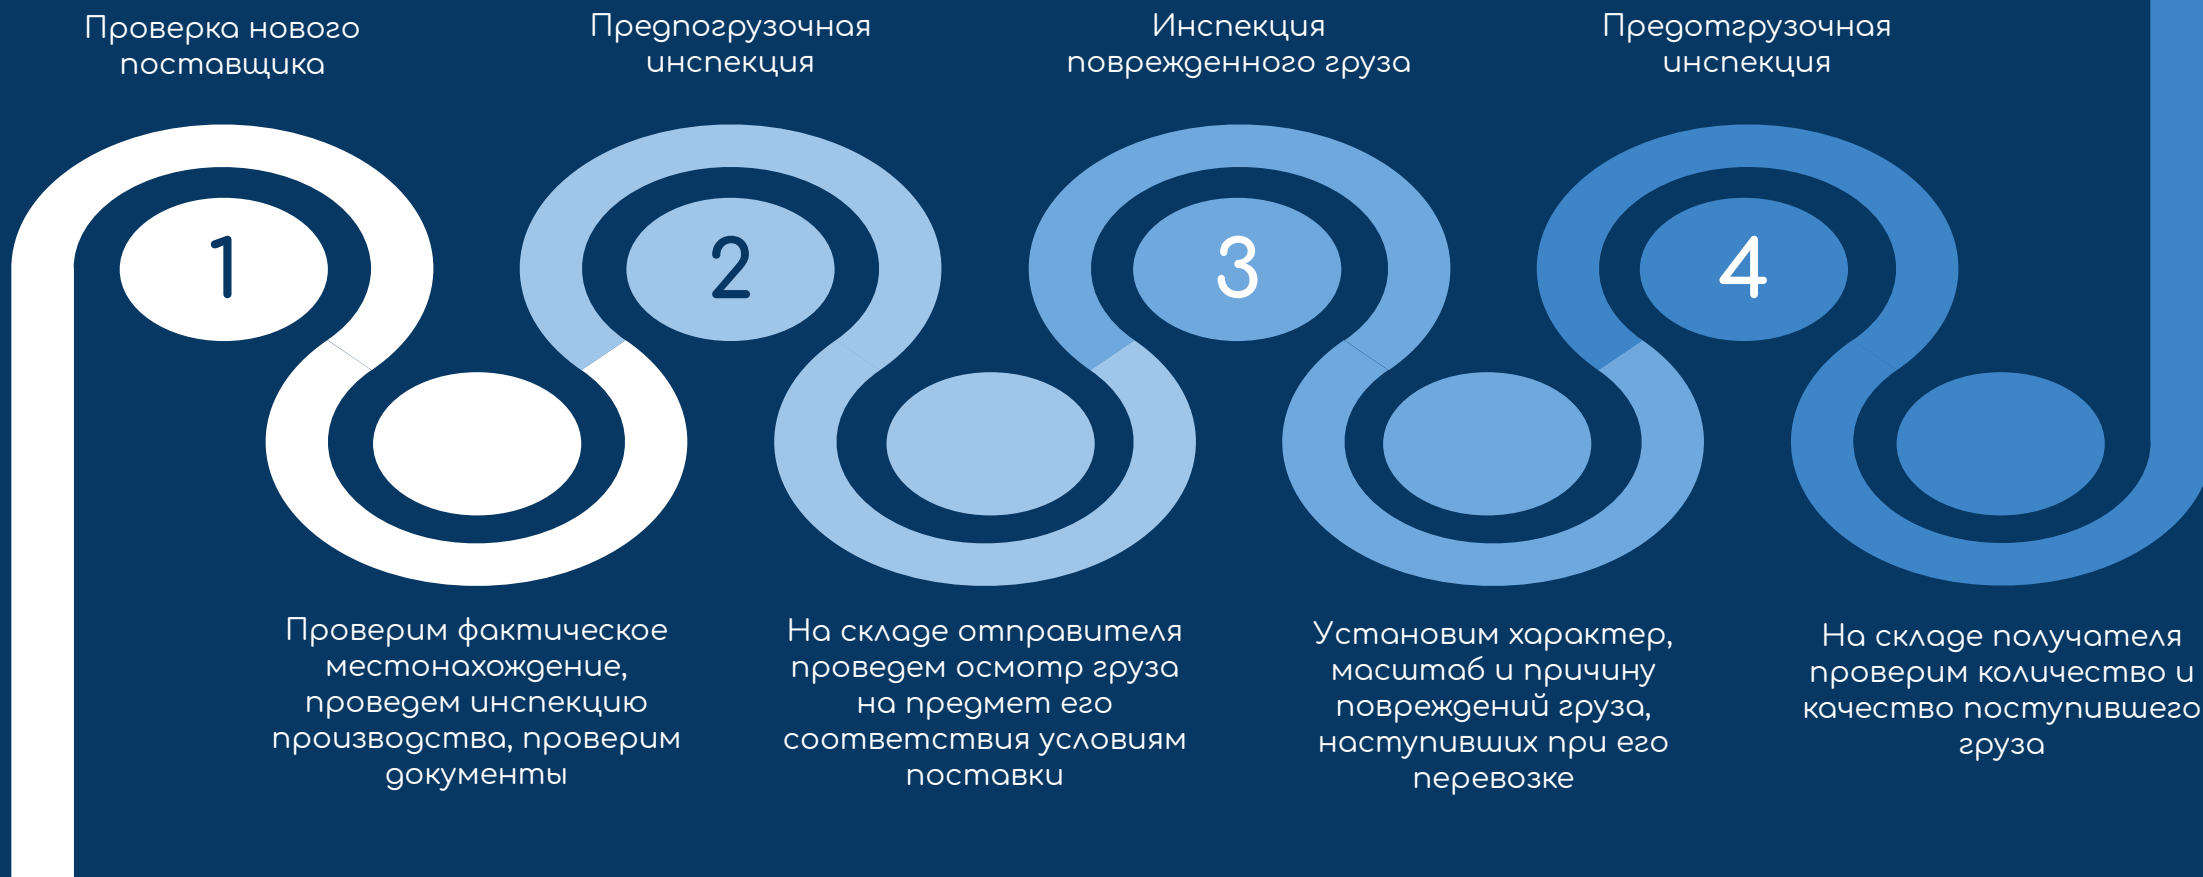 Проверка нового
поставщика
Предпогрузочная
инспекция
Инспекция
поврежденного груза
Предотгрузочная
инспекция
1
2
3
4
Проверим фактическое
местонахождение,
проведем инспекцию
производства, проверим
документы
На складе отправителя
проведем осмотр груза
на предмет его
соответствия условиям
поставки
Установим характер,
масштаб и причину
повреждений груза,
наступивших при его
перевозке
На складе получателя
проверим количество и
качество поступившего
груза